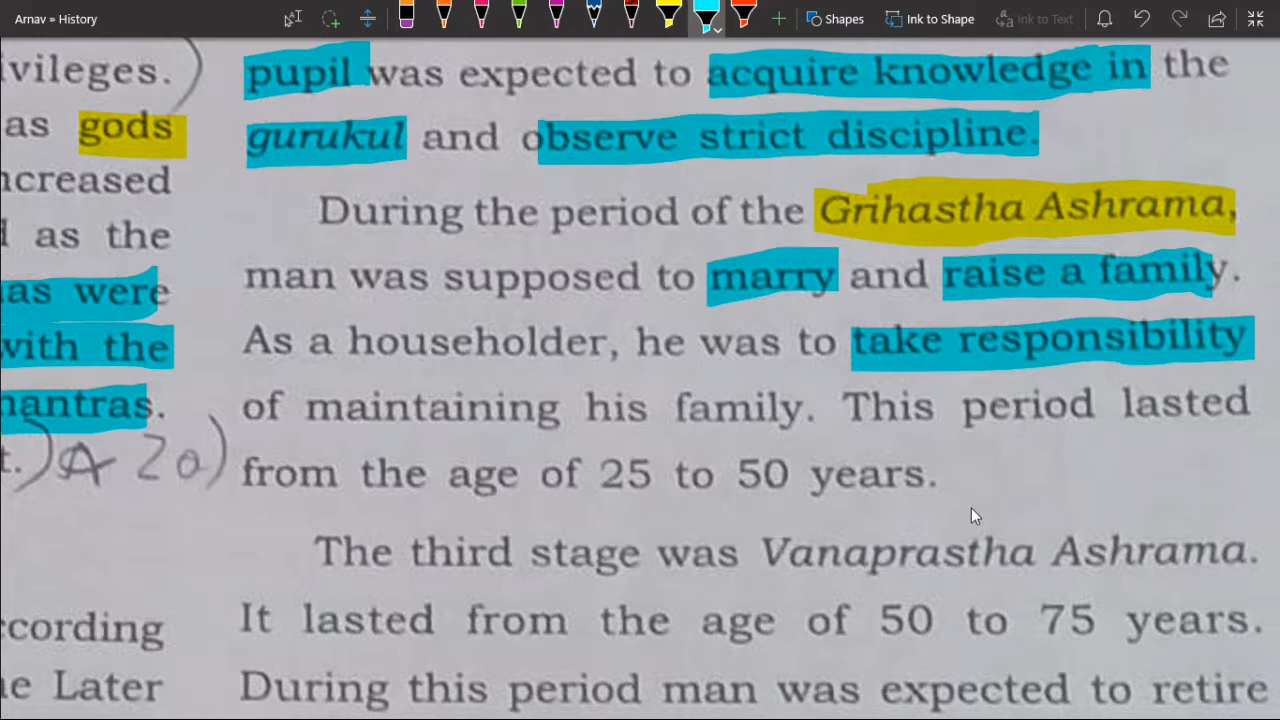 Arnav » History
Shapes
Ink to Shape
Ink to Text
ivileges.
as gods
ncreased
d as the
as were
with the
mantras.
t.) A 2a)
ccording
he Later
pupil was expected to acquire knowledge in the
gurukul and observe strict discipline.
During the period of the Grihastha Ashrama,
man was supposed to marry and raise a family.
As a householder, he was to take responsibility
of maintaining his family. This period lasted
from the age of 25 to 50 years.
The third stage was Vanaprastha Ashrama.
It lasted from the age of 50 to 75 years.
During this period man was expected to retire